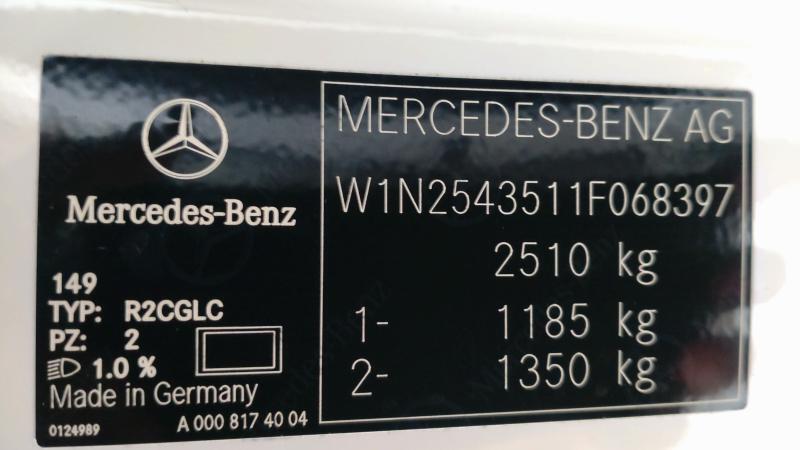 Mercedes-Benz
149
TYP: R2CGLC
PZ: 2
1.0 %
Made in Germany
0124989
A 000 817 40 04
MERCEDES-BENZ AG
W1N2543511F068397
2510 kg
1- 1185 kg
2- 1350 kg